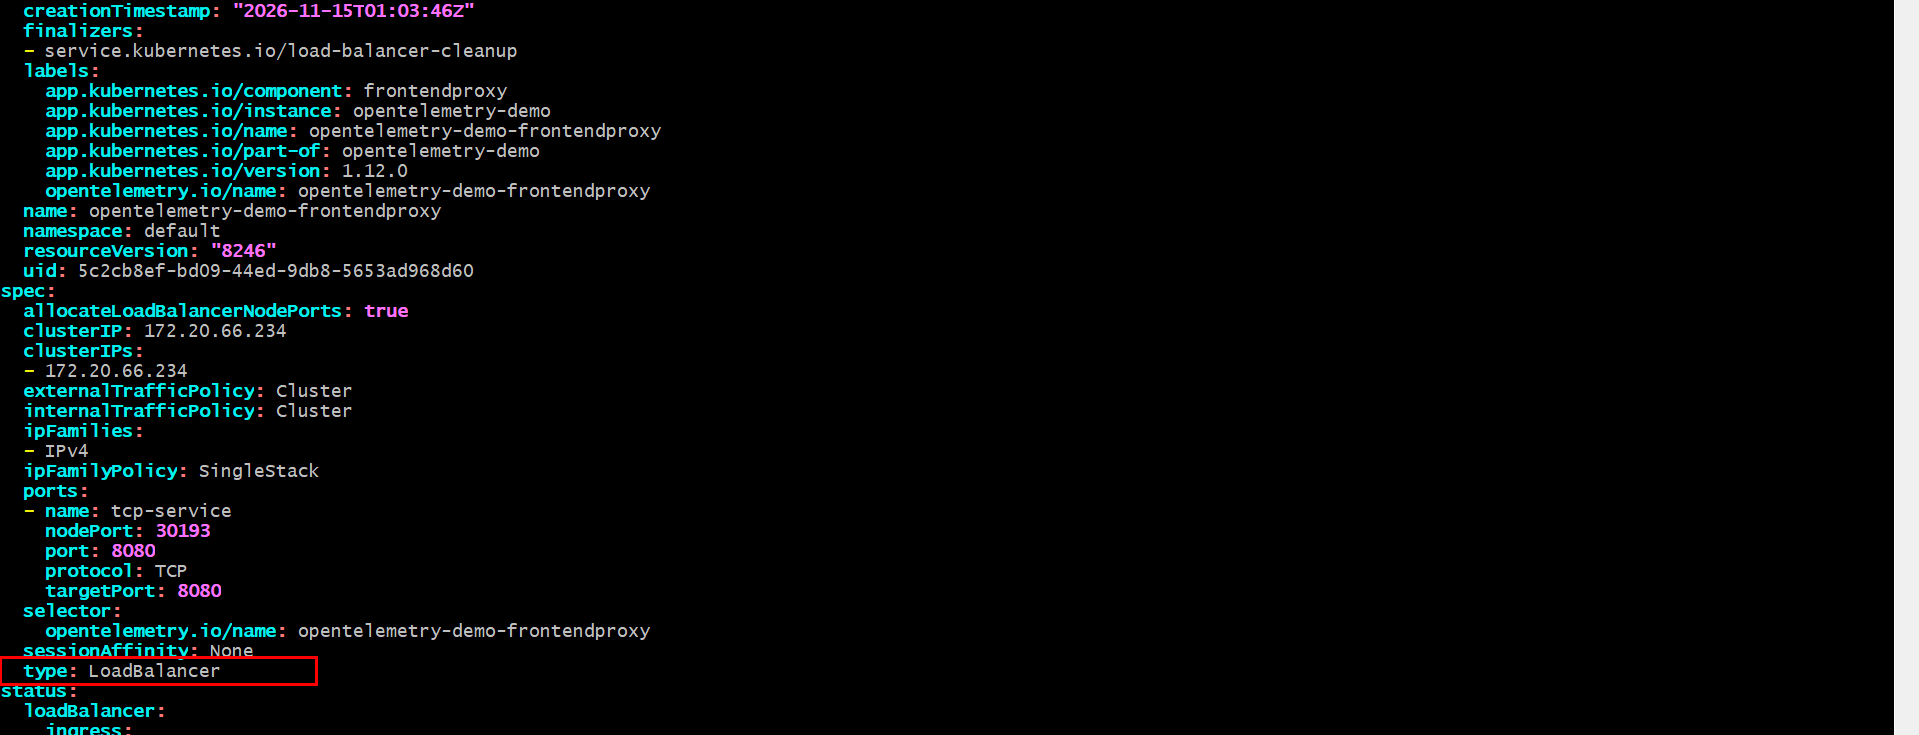 creationTimestamp: "2026-11-15T01:03:46Z"
finalizers:
- service.kubernetes.io/load-balancer-cleanup
labels:
app.kubernetes.io/component: frontendproxy
app.kubernetes.io/instance: opentelemetry-demo
app.kubernetes.io/name: opentelemetry-demo-frontendproxy
app.kubernetes.io/part-of: opentelemetry-demo
app.kubernetes.io/version: 1.12.0
opentelemetry.io/name: opentelemetry-demo-frontendproxy
name: opentelemetry-demo-frontendproxy
namespace: default
resourceVersion: "8246"
uid: 5c2cb8ef-bd09-44ed-9db8-5653ad968d60
spec:
allocateLoadBalancerNodePorts: true
clusterIP: 172.20.66.234
clusterIPs:
- 172.20.66.234
externalTrafficPolicy: Cluster
internalTrafficPolicy: Cluster
ipFamilies:
- IPv4
ipFamilyPolicy: SingleStack
ports:
- name: tcp-service
nodePort: 30193
port: 8080
protocol: TCP
targetPort: 8080
selector:
opentelemetry.io/name: opentelemetry-demo-frontendproxy
sessionAffinity: None
type: LoadBalancer
status:
loadBalancer:
ingress: